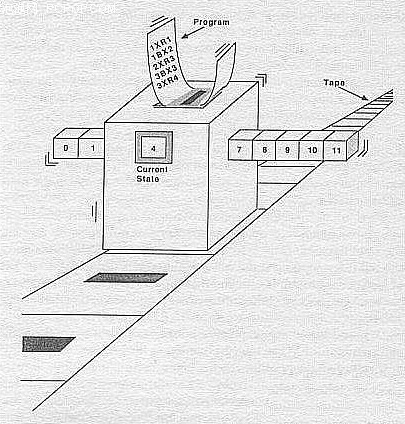 Program
1XR1
1BX2
2XR3
3BX3
3XR4
Tape
0 1 4 7 8 9 10 11
Current
State